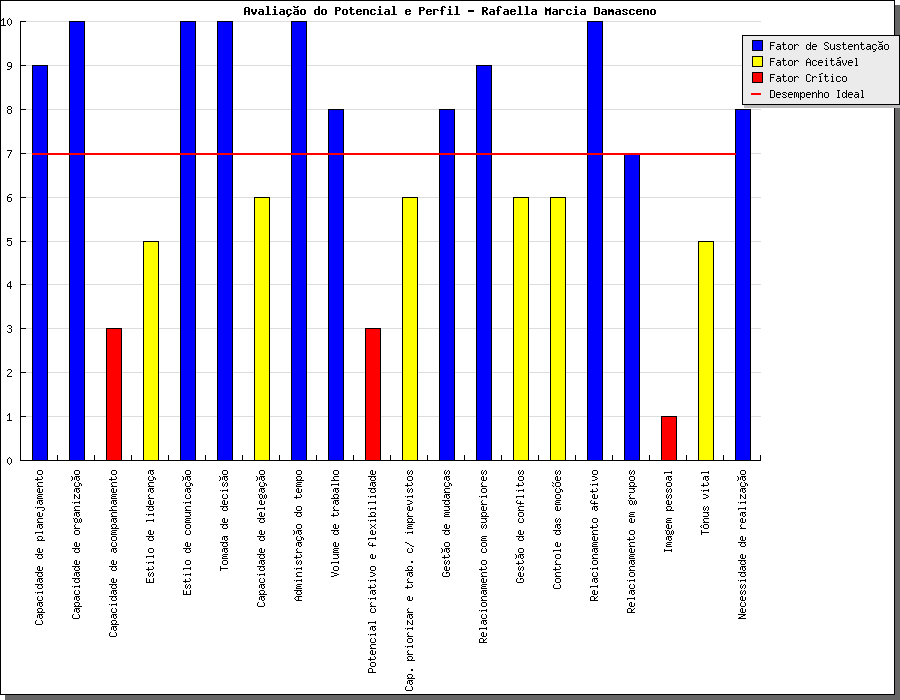 Avaliação do Potencial e Perfil - Rafaella Marcia Damasceno
Fator de Sustentação
Fator Aceitável
Fator Crítico
Desempenho Ideal
10
9
8
7
6
5
4
3
2
1
0
Capacidade de planejamento
Capacidade de organização
Capacidade de acompanhamento
Estilo de liderança
Estilo de comunicação
Tomada de decisão
Capacidade de delegação
Administração do tempo
Volume de trabalho
Potencial criativo e flexibilidade
Cap. priorizar e trab. c/ imprevistos
Gestão de mudanças
Relacionamento com superiores
Gestão de conflitos
Controle das emoções
Relacionamento afetivo
Relacionamento em grupos
Imagem pessoal
Tônus vital
Necessidade de realização